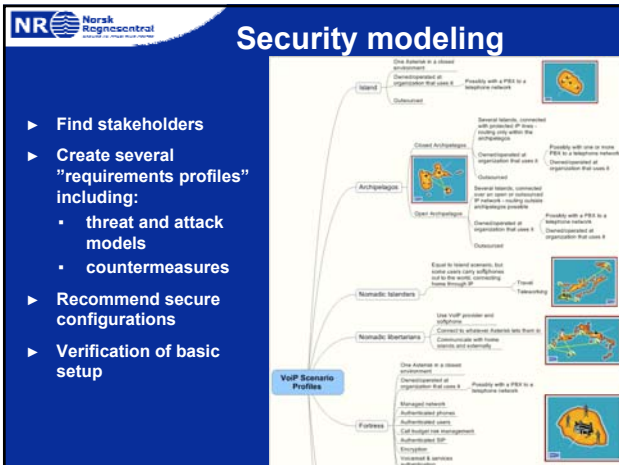 NR
Norsk
Regnesentral
Security modeling
► Find stakeholders
► Create several
”requirements profiles”
including:
▪ threat and attack
models
▪ countermeasures
► Recommend secure
configurations
► Verification of basic
setup
VoiP Scenario
Profiles
Island
One Asterisk in a closed
environment
Owned/operated at
organization that uses it
Possibly with a PBX to a
telephone network
Outsourced
Archipelagos
Closed Archipelagos
Several Islands, connected
with protected IP lines -
routing only within the
archipelagos
Owned/operated at
organization that uses it
Possibly with one or more
PBX to a telephone network
Owned/operated at
organization that uses it
Outsourced
Open Archipelagos
Several Islands, connected
over an open or outsourced
IP network - routing outside
archipelagos possible
Owned/operated at
organization that uses it
Possibly with a PBX to a
telephone network
Owned/operated at
organization that uses it
Outsourced
Nomadic Islanders
Equal to Island scenario, but
some users carry softphones
out to the world, connecting
home through IP
Travel
Teleworking
Nomadic libertarians
Use VoIP provider and
softphone
Connect to whatever Asterisk lets them in
Communicate with home
islands and externally
Fortress
One Asterisk in a closed
environment
Owned/operated at
organization that uses it
Possibly with a PBX to a
telephone network
Managed network
Authenticated phones
Authenticated users
Call budget risk management
Authenticated SIP
Encryption
Voicemail & services